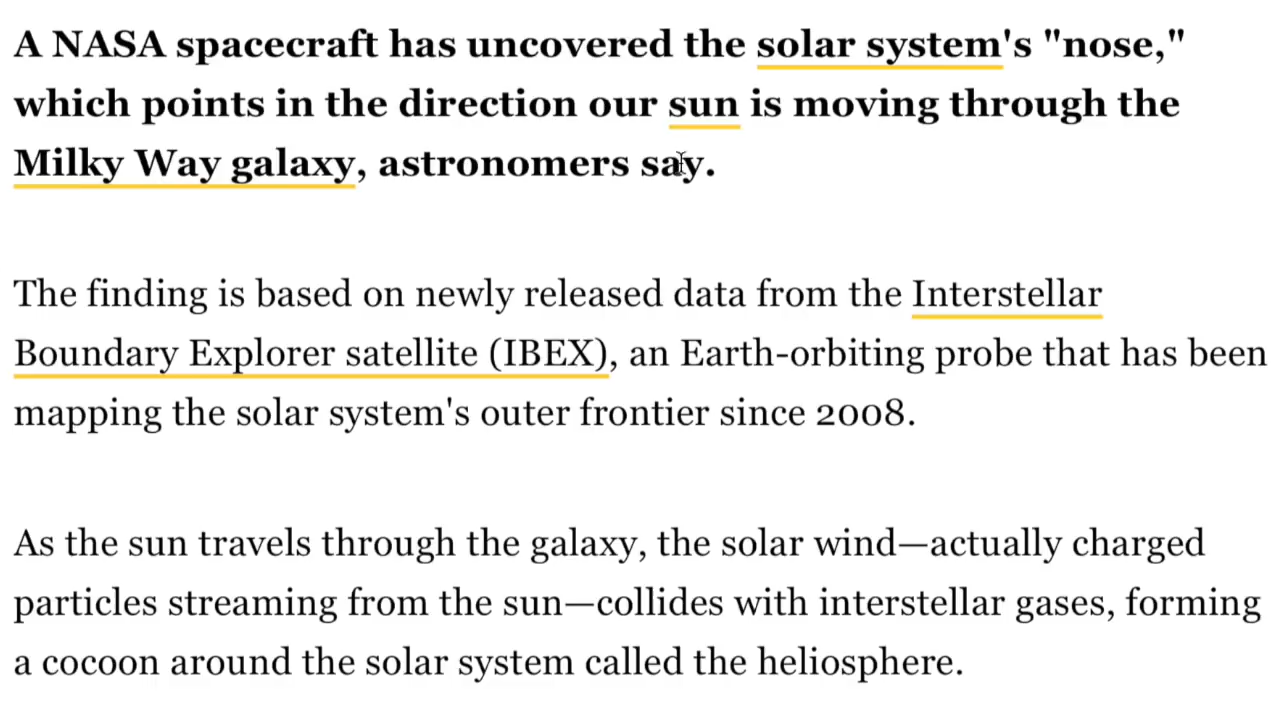 A NASA spacecraft has uncovered the solar system's "nose,"
which points in the direction our sun is moving through the
Milky Way galaxy, astronomers say.
The finding is based on newly released data from the Interstellar
Boundary Explorer satellite (IBEX), an Earth-orbiting probe that has been
mapping the solar system's outer frontier since 2008.
As the sun travels through the galaxy, the solar wind—actually charged
particles streaming from the sun—collides with interstellar gases, forming
a cocoon around the solar system called the heliosphere.